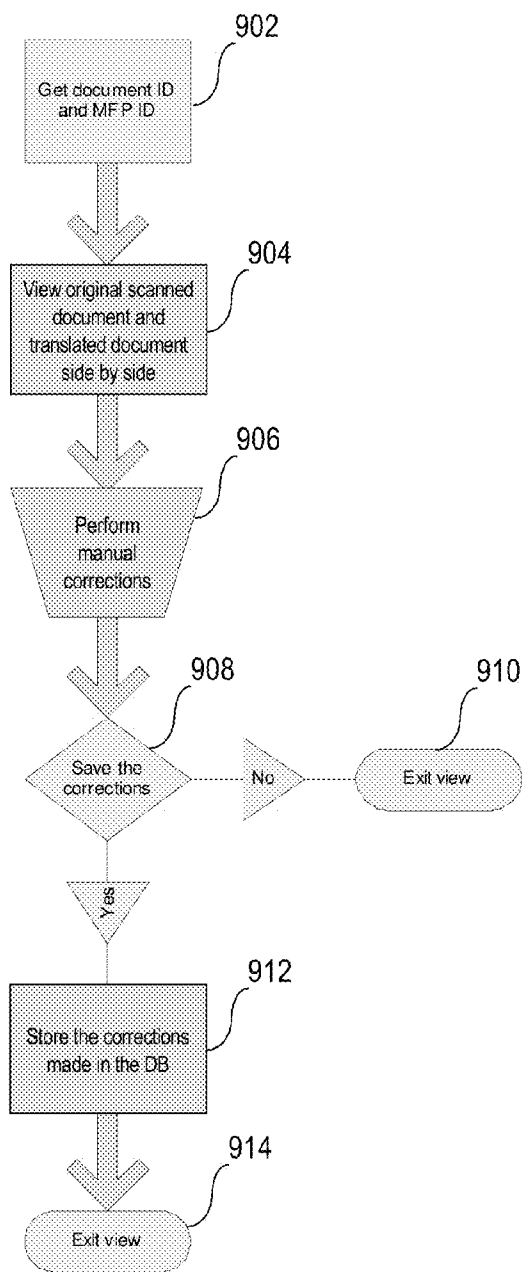 902
Get document ID
and MFP ID
904
View original scanned
document and
translated document
side by side
906
Perform
manual
corrections
908
Save the
corrections
No
910
Exit view
Yes
912
Store the corrections
made in the DB
914
Exit view